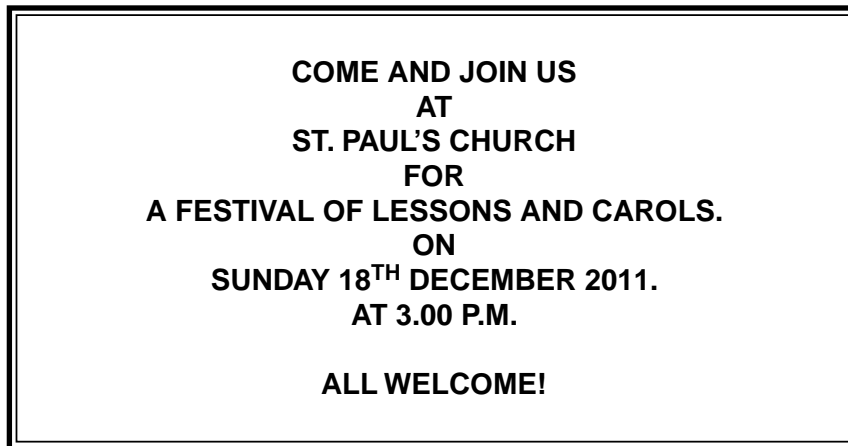 COME AND JOIN US
AT
ST. PAUL’S CHURCH
FOR
A FESTIVAL OF LESSONS AND CAROLS.
ON
SUNDAY 18TH DECEMBER 2011.
AT 3.00 P.M.
ALL WELCOME!